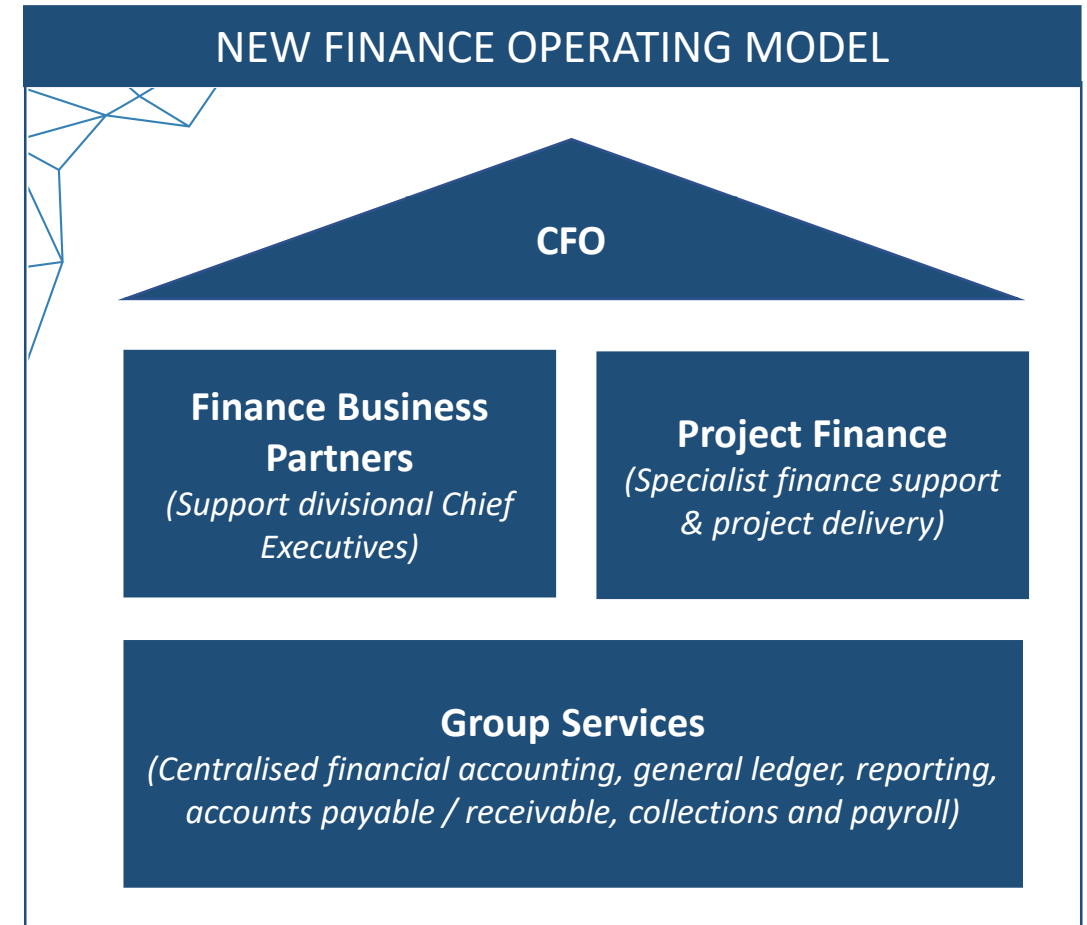 NEW FINANCE OPERATING MODEL
CFO
Finance Business
Partners
(Support divisional Chief
Executives)
Project Finance
(Specialist finance support
& project delivery)
Group Services
(Centralised financial accounting, general ledger, reporting,
accounts payable / receivable, collections and payroll)